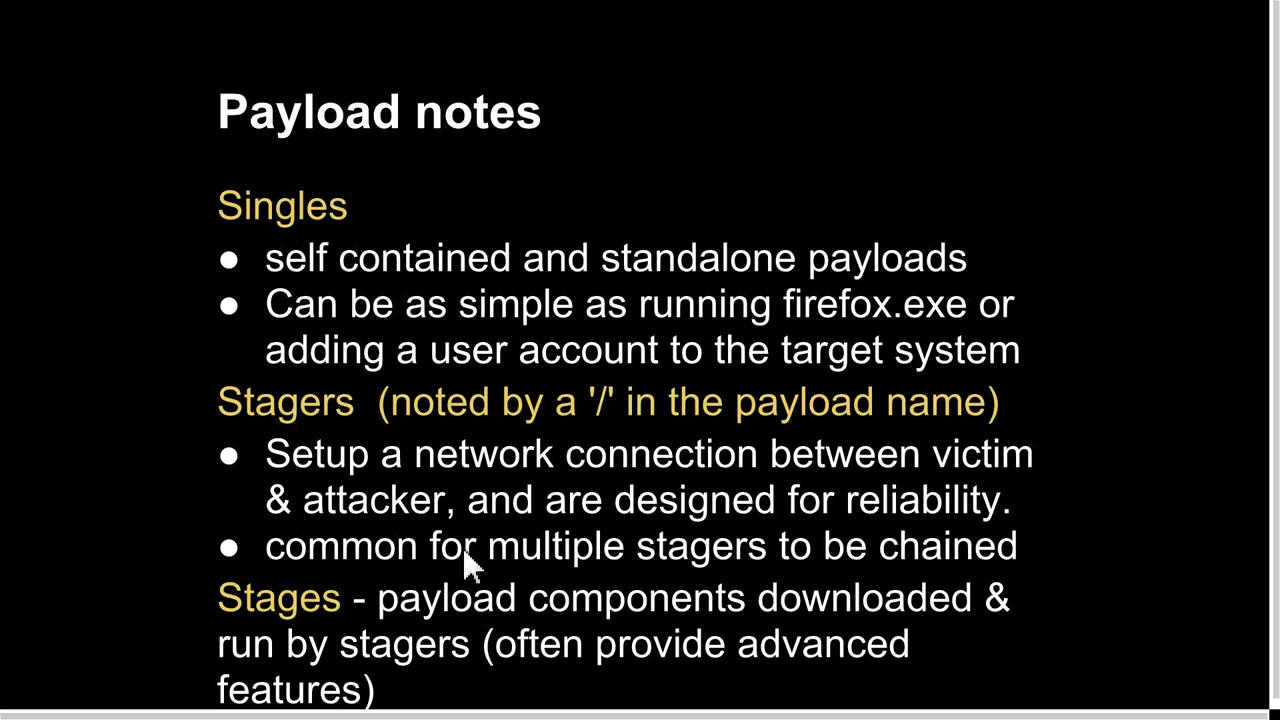 Payload notes
Singles
● self contained and standalone payloads
● Can be as simple as running firefox.exe or
adding a user account to the target system
Stagers (noted by a '/' in the payload name)
● Setup a network connection between victim
& attacker, and are designed for reliability.
● common for multiple stagers to be chained
Stages - payload components downloaded &
run by stagers (often provide advanced
features)